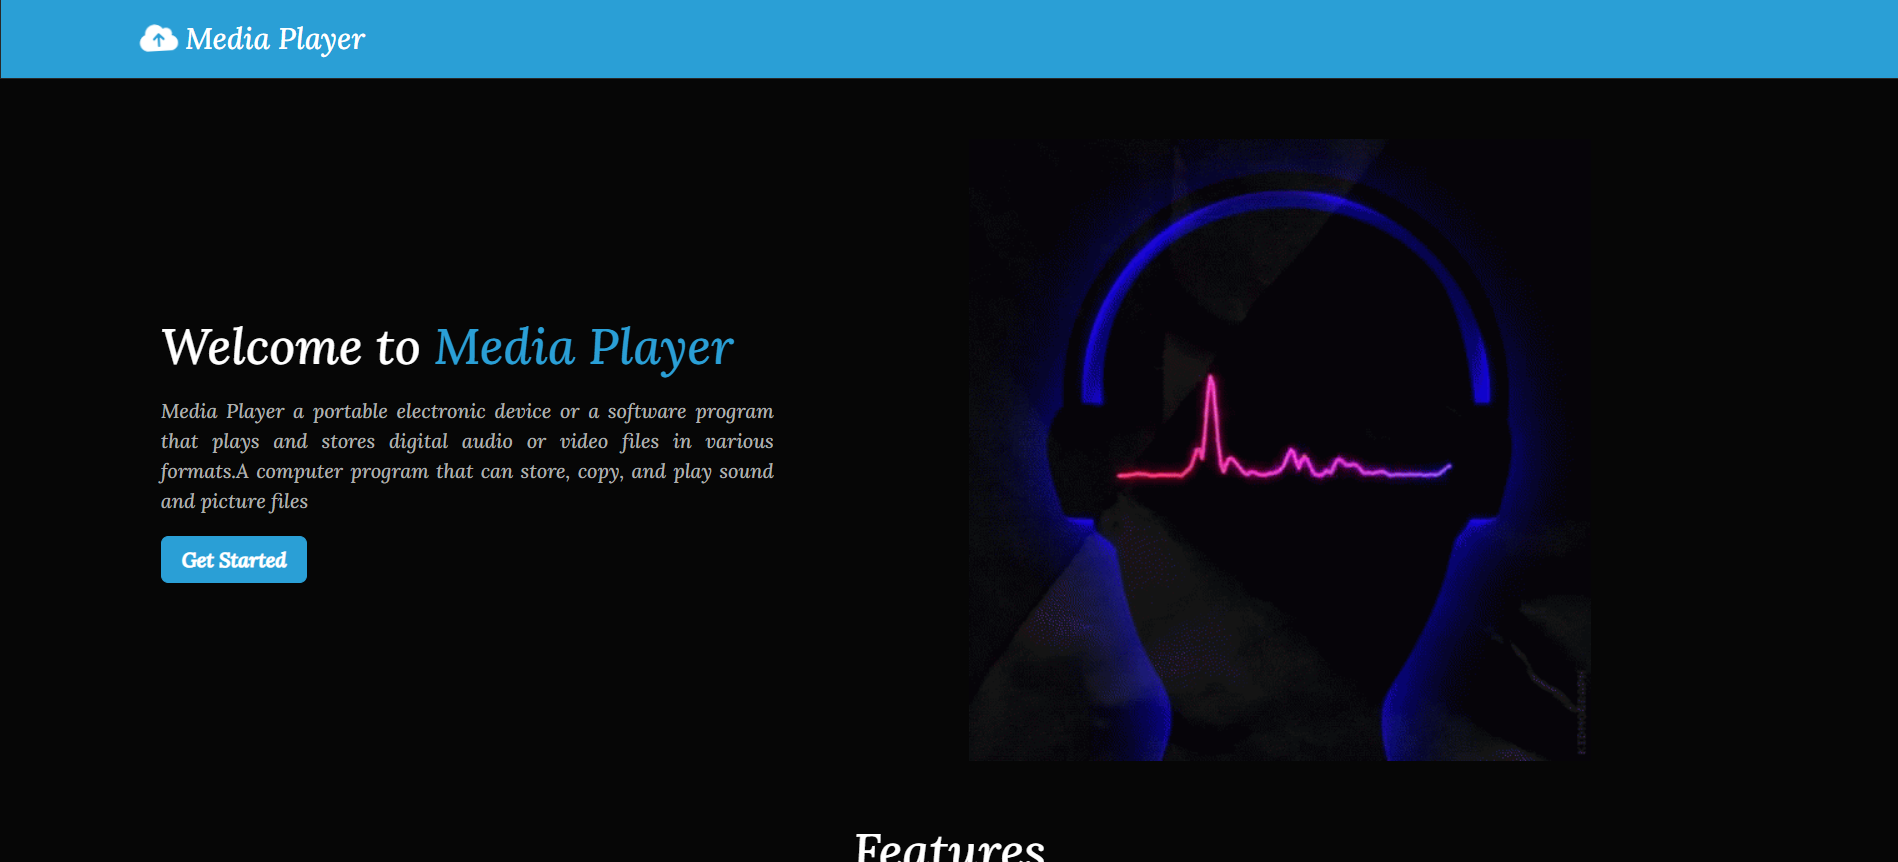 Media Player
Welcome to Media Player
Media Player a portable electronic device or a software program
that plays and stores digital audio or video files in various
formats.A computer program that can store, copy, and play sound
and picture files
Get Started
KIDMOGRAPH
Features